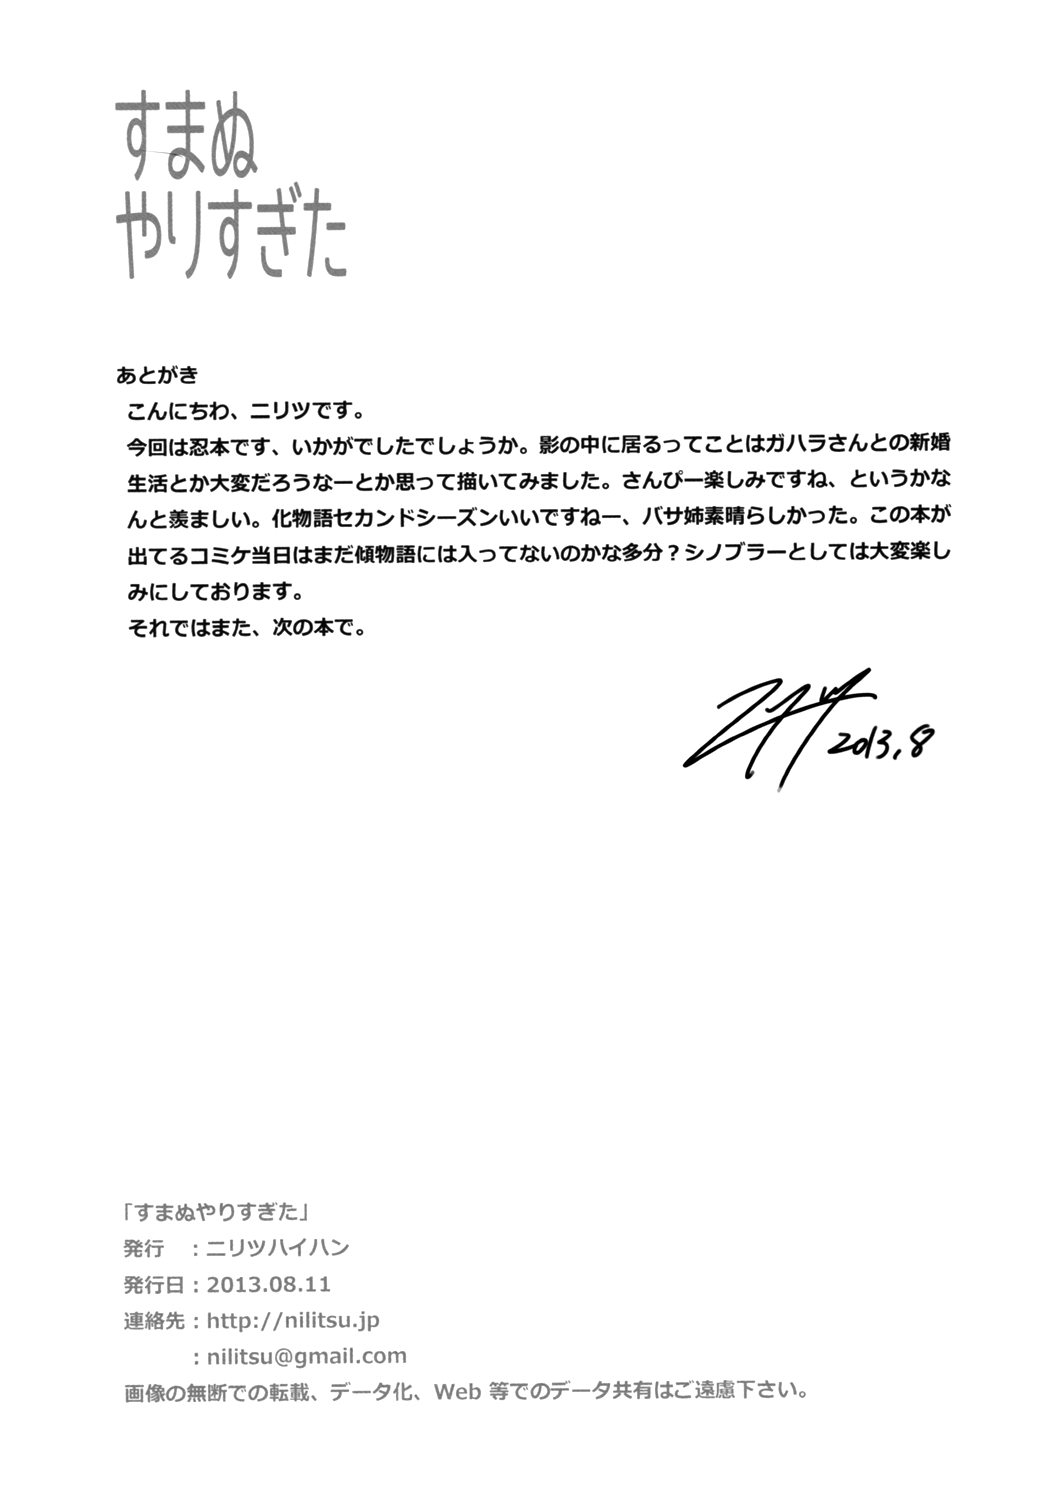 すまぬ
やりすぎた
あとがき
こんにちわ、ニリツです。
今回は忍本です、いかがでしたでしょうか。影の中に居るってことはガハラさんとの新婚
生活とか大変だろうなーとか思って描いてみました。さんぴー楽しみですね、というかな
んと羨ましい。化物語セカンドシーズンいいですねー、バサ姉素晴らしかった。この本が
出てるコミケ当日はまだ傾物語には入ってないのかな多分？シノブラーとしては大変楽し
みにしております。
それではまた、次の本で。
ニリツ 2013.8
「すまぬやりすぎた」
発行　：ニリツハイハン
発行日：2013.08.11
連絡先：http://nilitsu.jp
：nilitsu@gmail.com
画像の無断での転載、データ化、Web 等でのデータ共有はご遠慮下さい。